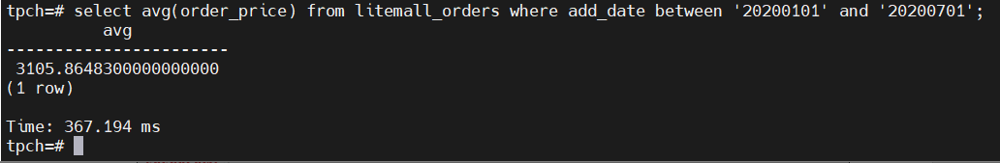 tpch=# select avg(order_price) from litemall_orders where add_date between '20200101' and '20200701';
avg
-----------------------
3105.8648300000000000
(1 row)
Time: 367.194 ms
tpch=#